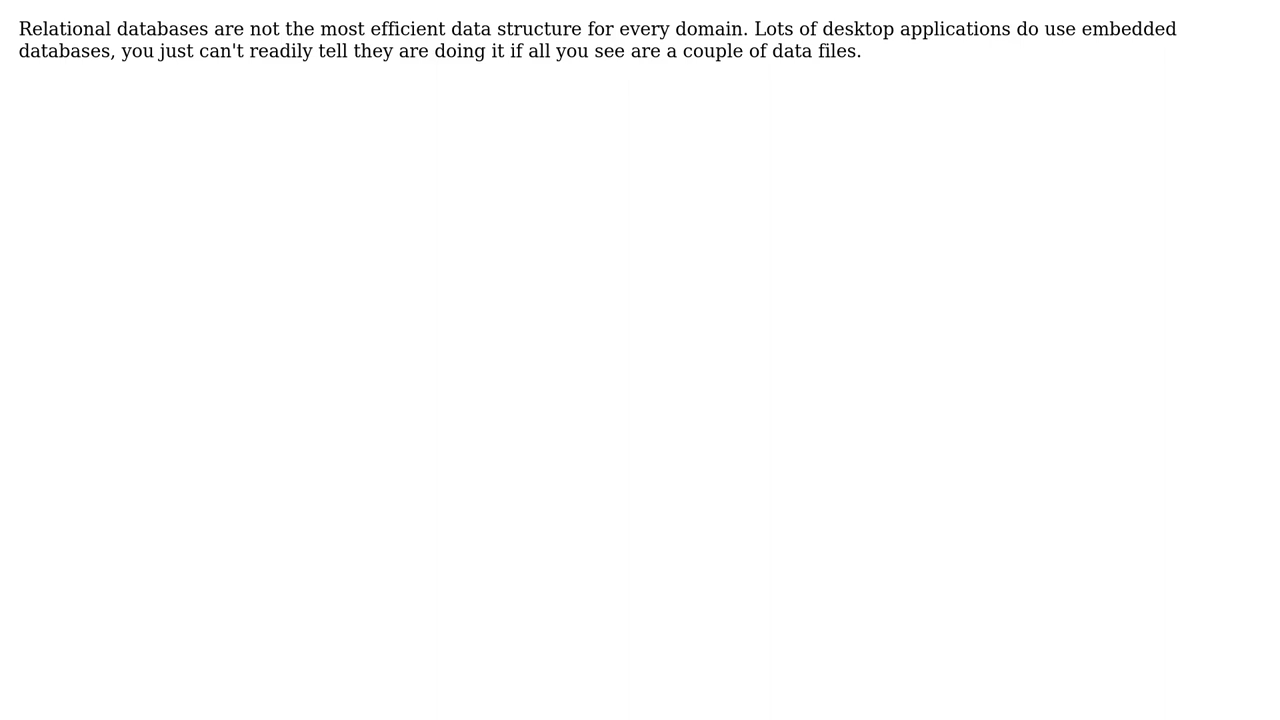 Relational databases are not the most efficient data structure for every domain. Lots of desktop applications do use embedded
databases, you just can't readily tell they are doing it if all you see are a couple of data files.